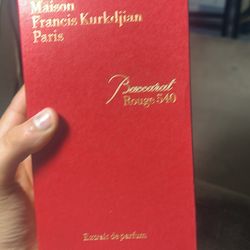 Maison
Francis Kurkdjian
Paris
Baccarat
Rouge 540
Extrait de parfum